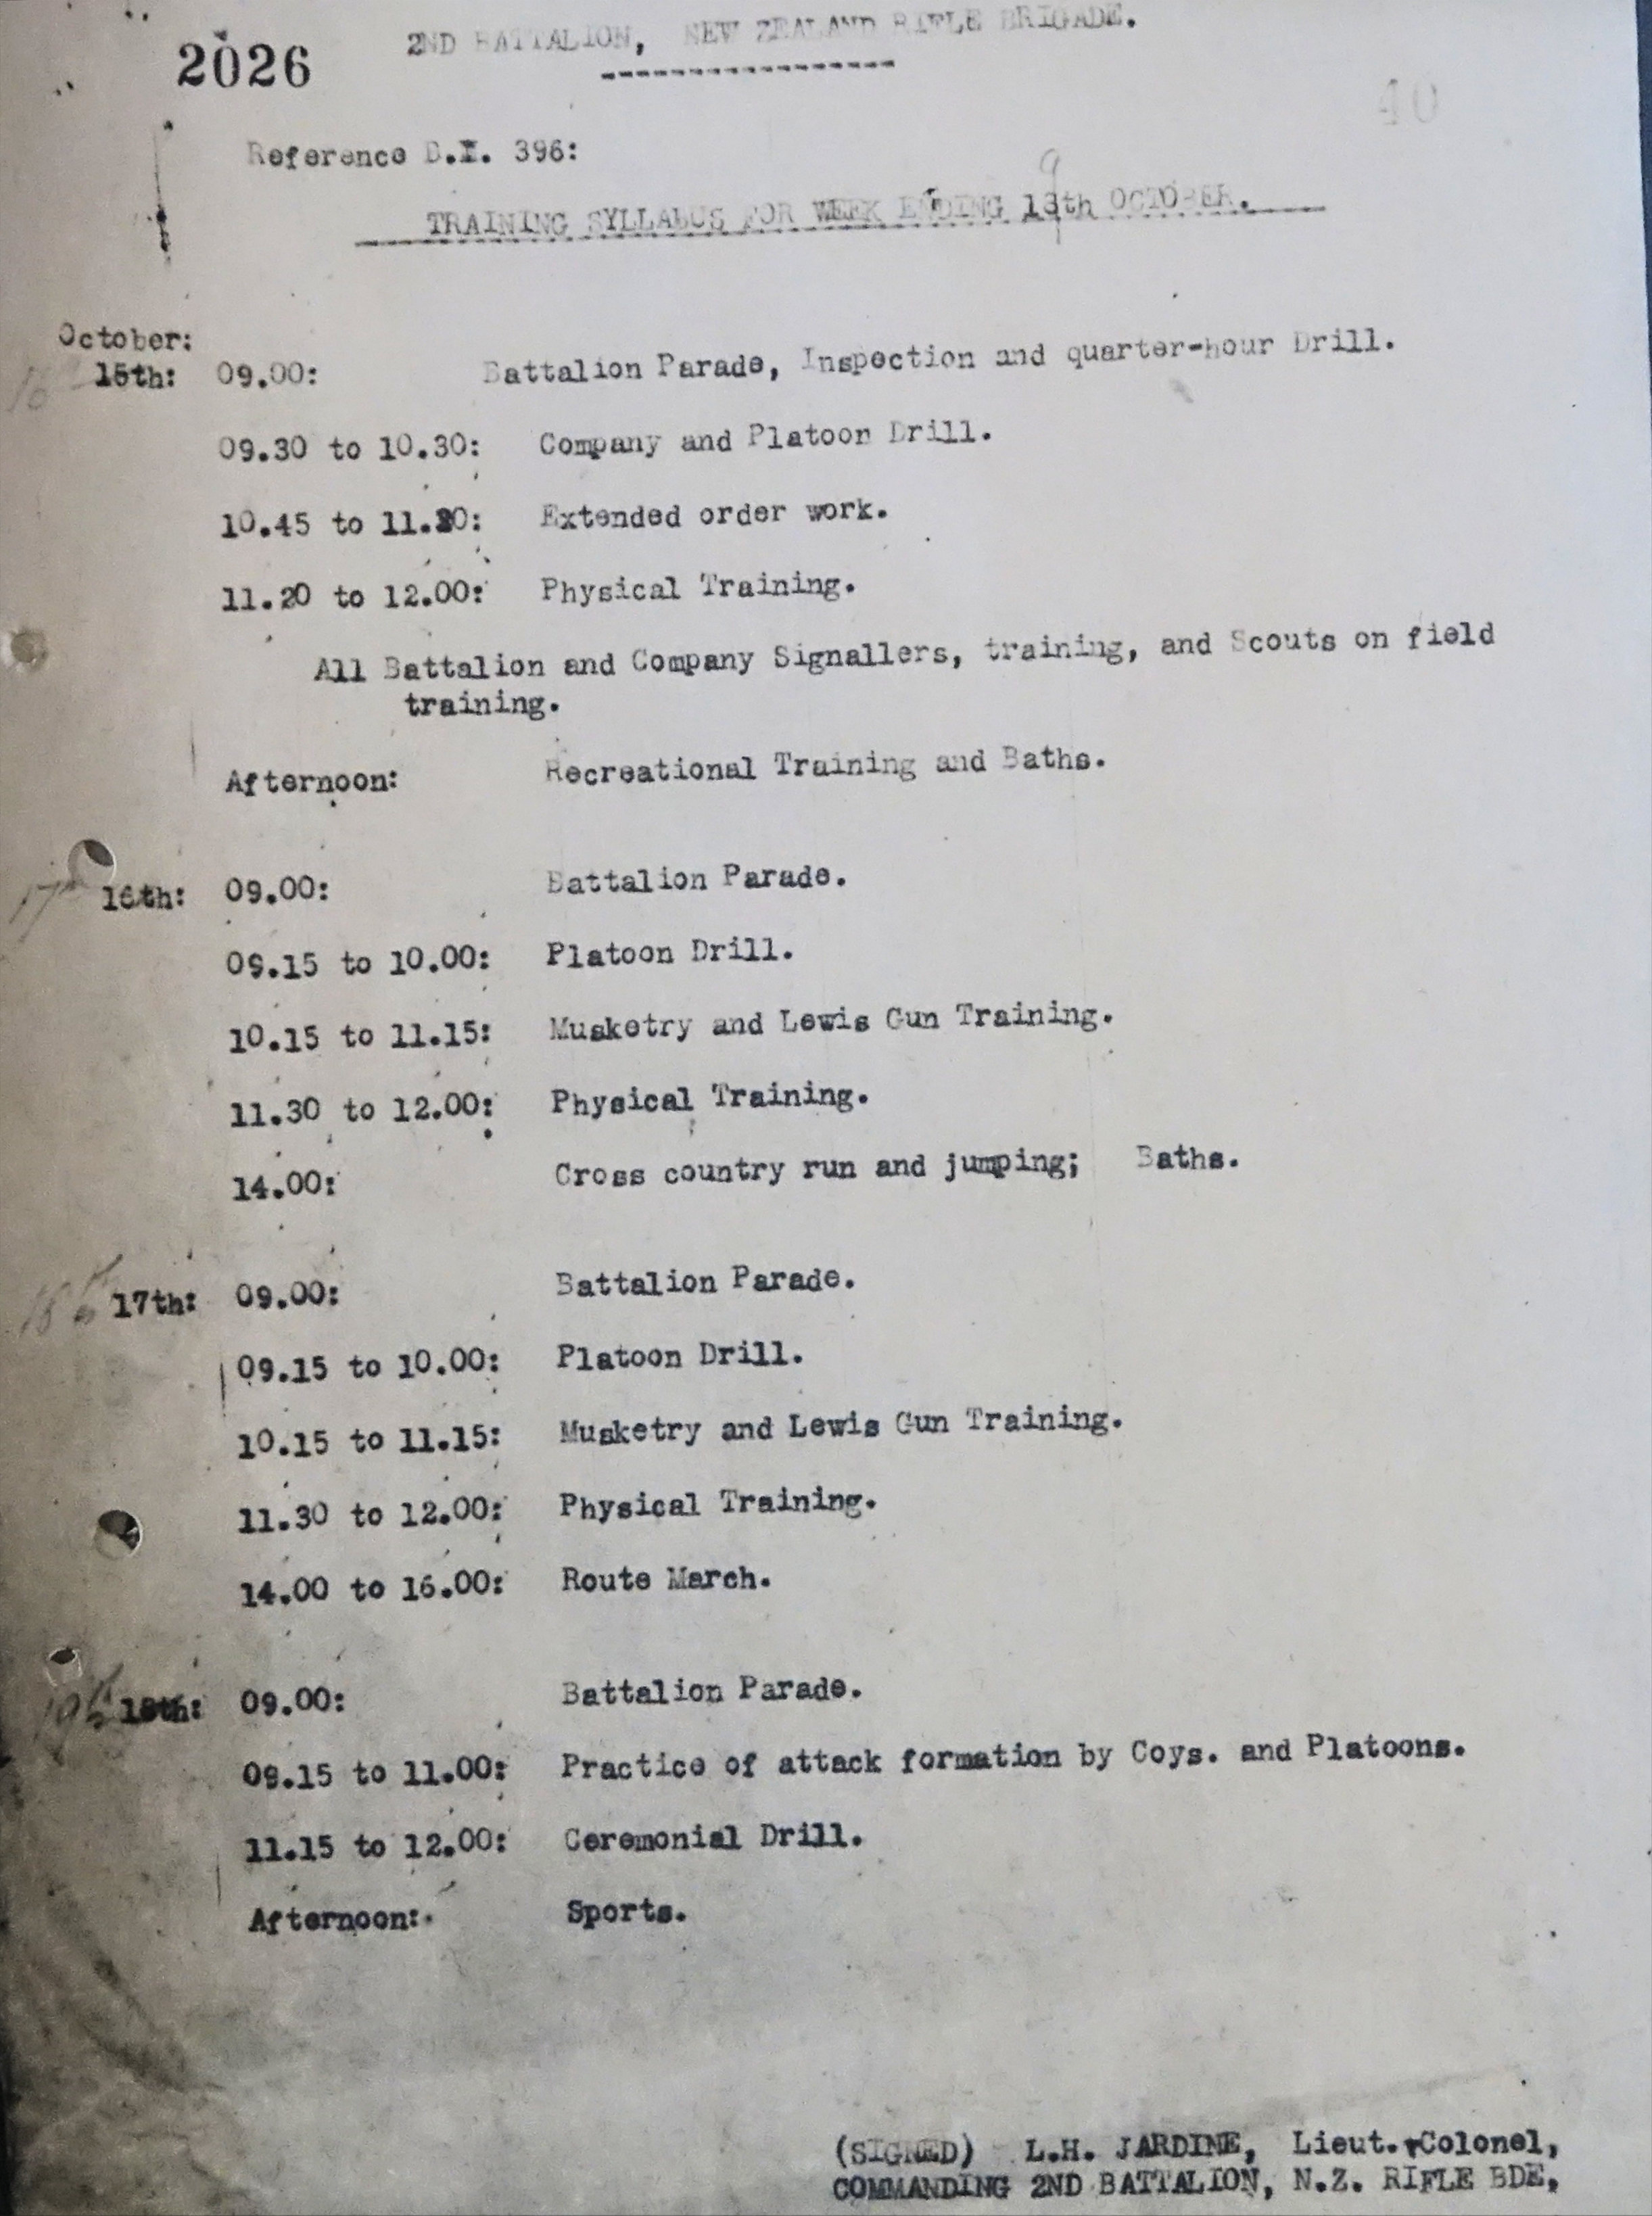 2026
2ND BATTALION, NEW ZEALAND RIFLE BRIGADE.
40
Reference D.I. 396:
9
TRAINING SYLLABUS FOR WEEK ENDING 18th OCTOBER.
October:
16 15th: 09.00: Battalion Parade, Inspection and quarter-hour Drill.
09.30 to 10.30: Company and Platoon Drill.
10.45 to 11.20: Extended order work.
11.20 to 12.00: Physical Training.
All Battalion and Company Signallers, training, and Scouts on field
training.
Afternoon: Recreational Training and Baths.
17th 16th: 09.00: Battalion Parade.
09.15 to 10.00: Platoon Drill.
10.15 to 11.15: Musketry and Lewis Gun Training.
11.30 to 12.00: Physical Training.
14.00: Cross country run and jumping; Baths.
18th 17th: 09.00: Battalion Parade.
09.15 to 10.00: Platoon Drill.
10.15 to 11.15: Musketry and Lewis Gun Training.
11.30 to 12.00: Physical Training.
14.00 to 16.00: Route March.
19th 18th: 09.00: Battalion Parade.
09.15 to 11.00: Practice of attack formation by Coys. and Platoons.
11.15 to 12.00: Ceremonial Drill.
Afternoon: Sports.
(SIGNED) L.H. JARDINE, Lieut.-Colonel,
COMMANDING 2ND BATTALION, N.Z. RIFLE BDE,